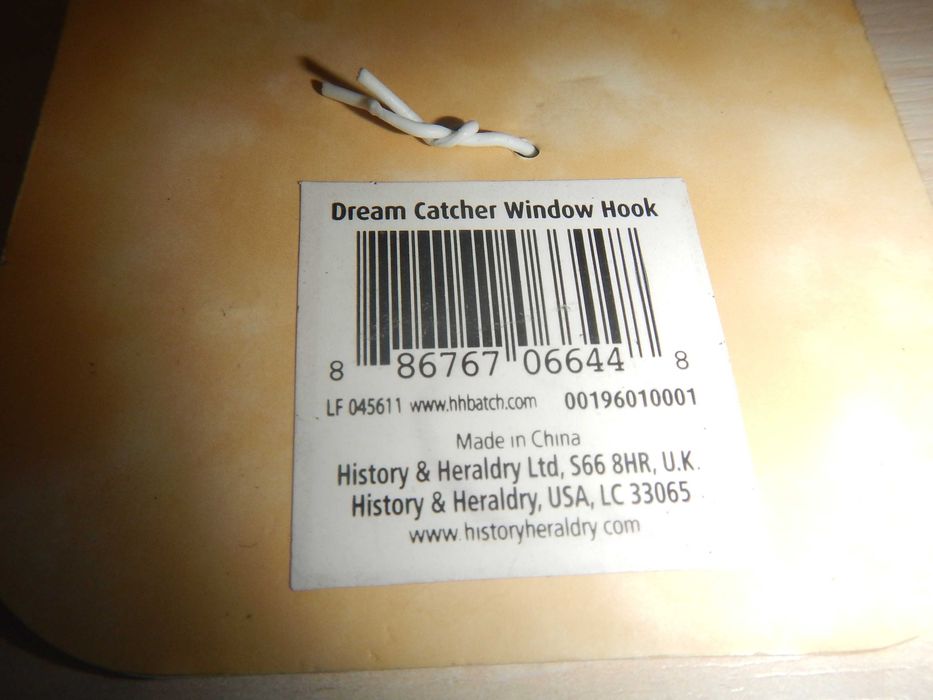 Dream Catcher Window Hook
8 86767 06644 8
LF 045611 www.hhbatch.com 00196010001
Made in China
History & Heraldry Ltd, S66 8HR, U.K.
History & Heraldry, USA, LC 33065
www.historyheraldry.com